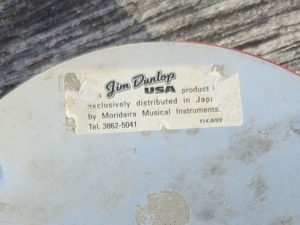 Jim Dunlop
USA product
exclusively distributed in Japa
by Moridaira Musical Instruments.
Tel. 3862-5041